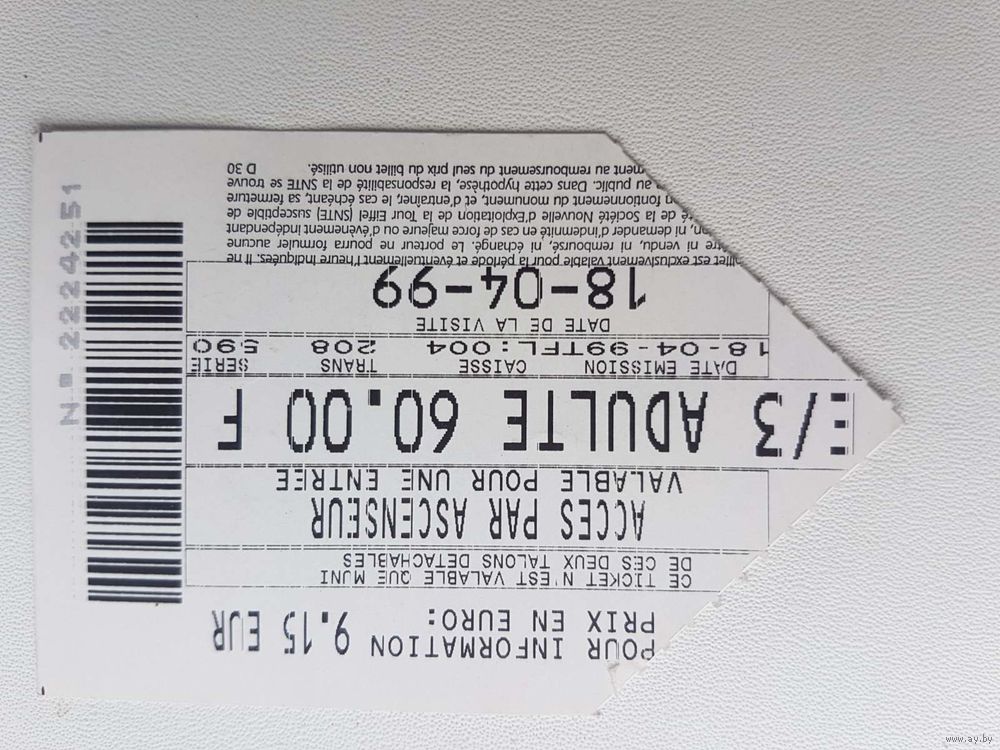 POUR INFORMATION 9.15 EUR
PRIX EN EURO:
CE TICKET N'EST VALABLE QUE MUNI
DE CES DEUX TALONS DETACHABLES
ACCES PAR ASCENSEUR
VALABLE POUR UNE ENTREE
E/3 ADULTE 60.00 F
DATE EMISSION CAISSE TRANS SERIE
18-04-99TFL:004 208 590
DATE DE LA VISITE
18-04-99
est exclusivement valable pour la période et éventuellement l'heure indiquées. Il ne
être ni vendu, ni remboursé, ni échangé. Le porteur ne pourra formuler aucune
ni demander d'indemnité en cas de force majeure ou d'évènement indépendant
de la Société Nouvelle d'Exploitation de la Tour Eiffel (SNTE) susceptible de
fontionnement du monument, et d'entraîner, le cas échéant, sa fermeture
au public. Dans cette hypothèse, la responsabilité de la SNTE se trouve
au remboursement du seul prix du billet non utilisé. D 30
N° 2224251
www.ay.by